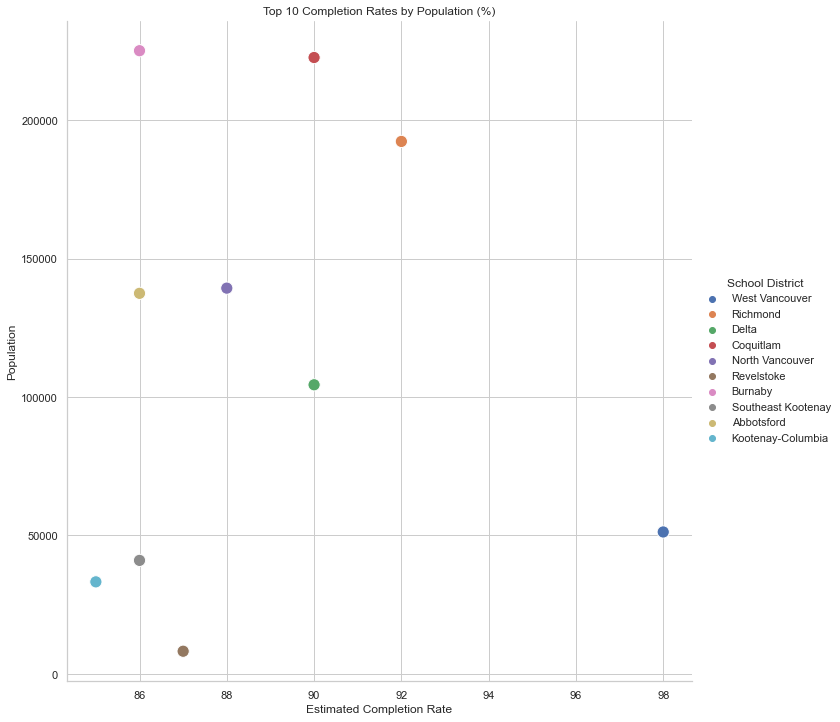 Top 10 Completion Rates by Population (%)
200000
150000
100000
50000
0
Population
86 88 90 92 94 96 98
Estimated Completion Rate
School District
West Vancouver
Richmond
Delta
Coquitlam
North Vancouver
Revelstoke
Burnaby
Southeast Kootenay
Abbotsford
Kootenay-Columbia